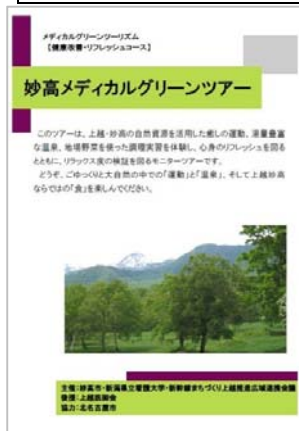 メディカルグリーンツーリズム
【健康改善・リフレッシュコース】
妙高メディカルグリーンツアー
このツアーは、上越・妙高の自然資源を活用した癒しの運動、湯量豊富
な温泉、地場野菜を使った調理実習を体験し、心身のリフレッシュを図る
とともに、リラックス度の検証を図るモニターツアーです。
どうぞ、ごゆっくりと大自然の中での「運動」と「温泉」、そして上越妙高
ならではの「食」を楽しんでください。
主催：妙高市・新潟県立看護大学・新幹線まちづくり上越推進広域連携会議
後援：上越医師会
協力：北名古屋市